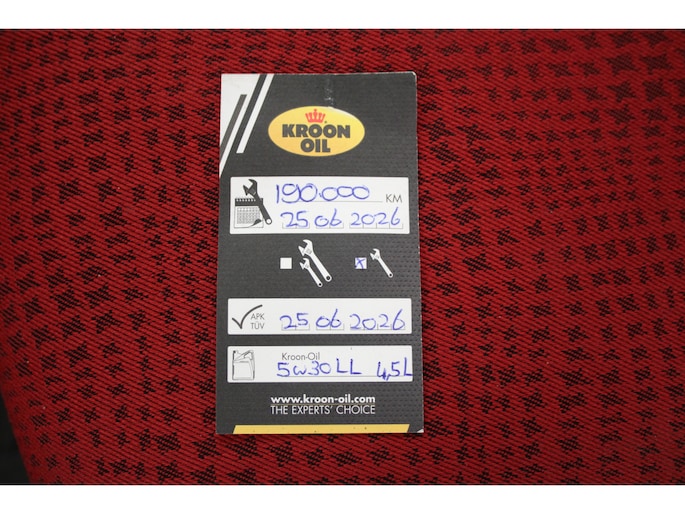 KROON
OIL
190.000 KM
25 06 2026
APK
TÜV
25 06 2026
Kroon-Oil
5W30LL 4,5L
www.kroon-oil.com
THE EXPERTS' CHOICE